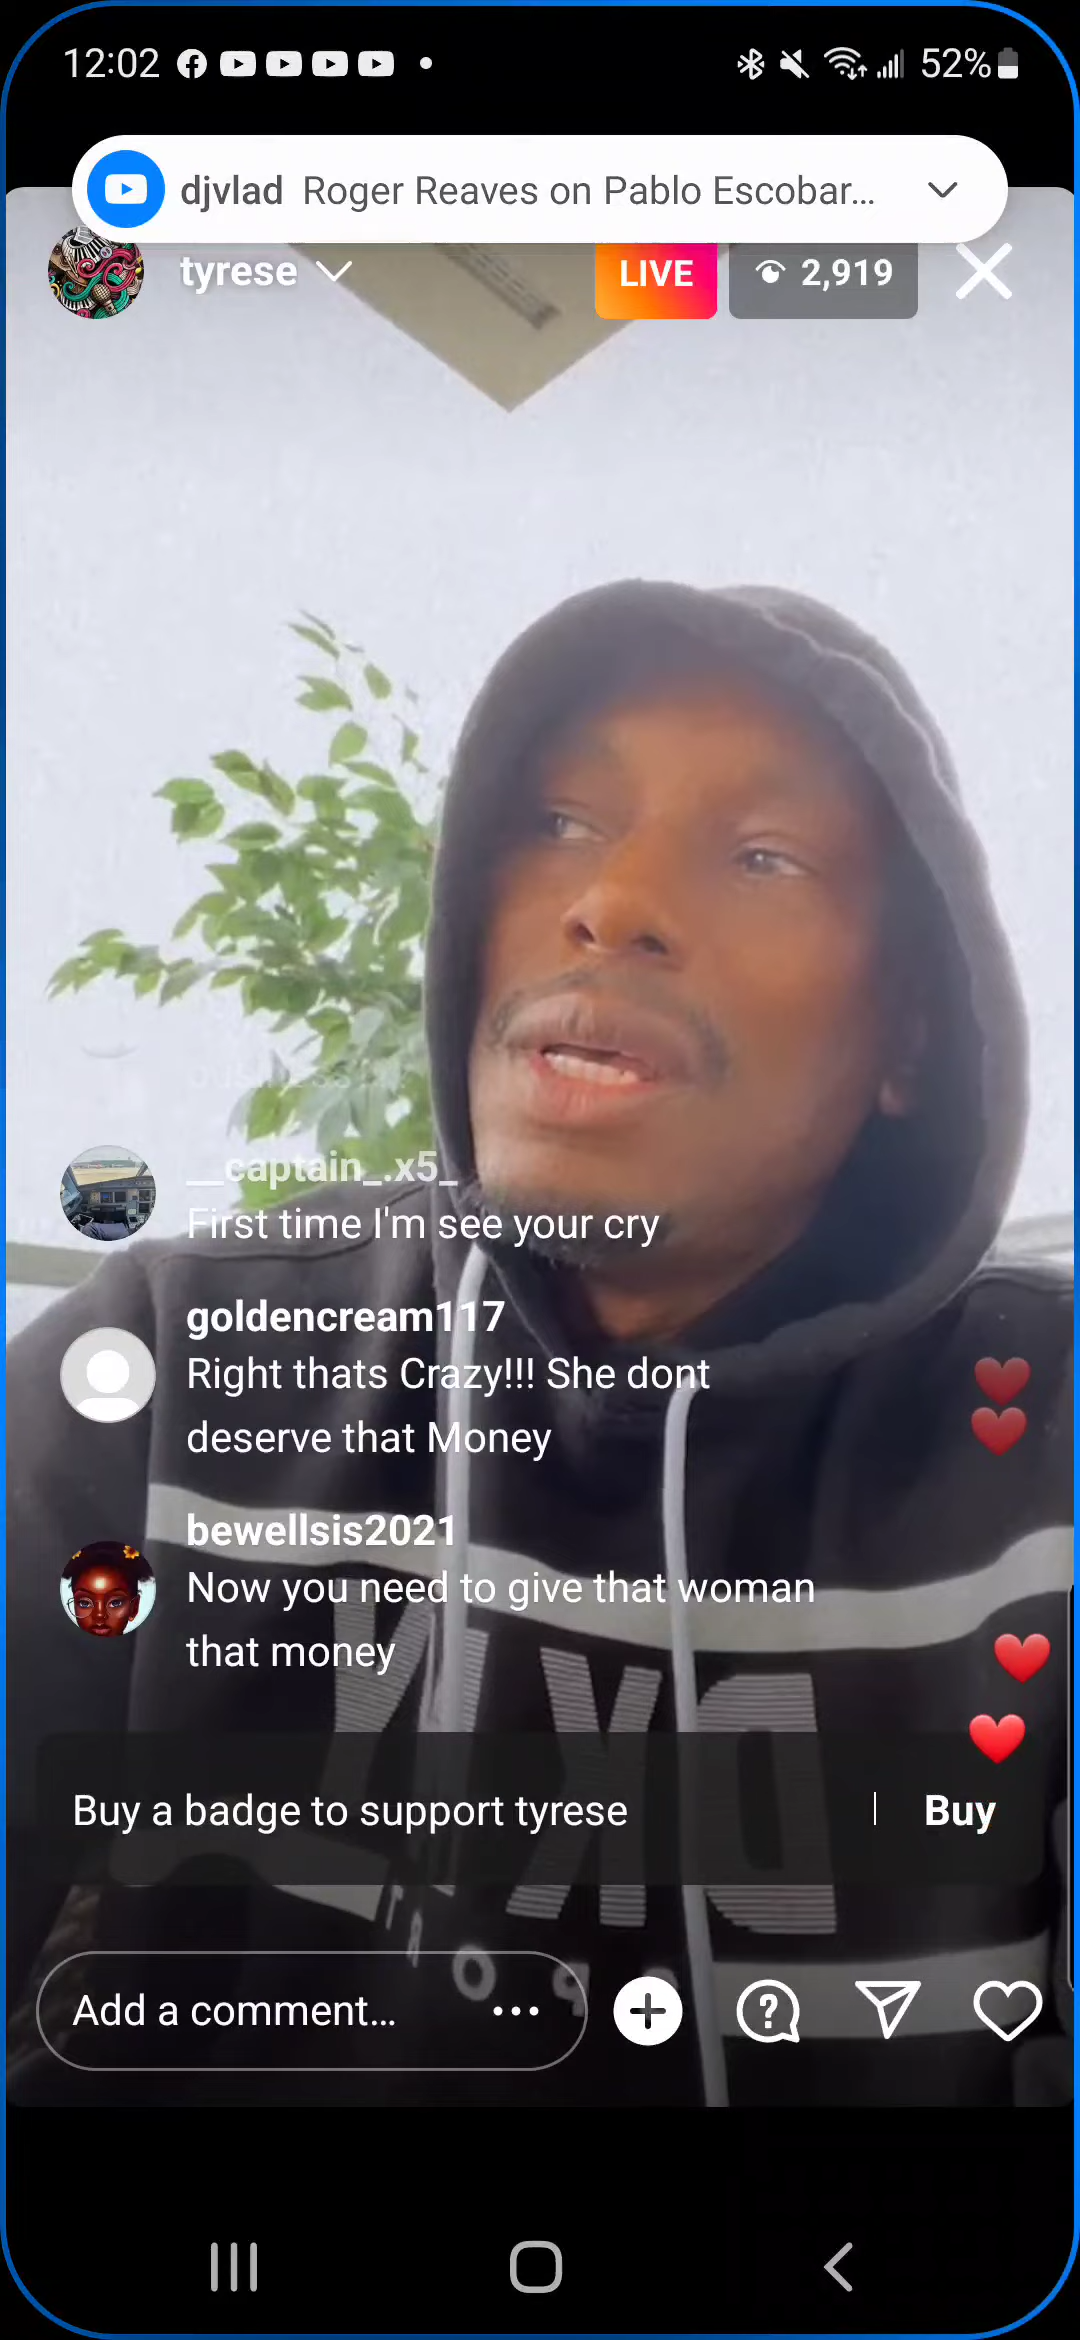 12:02
52%
djvlad Roger Reaves on Pablo Escobar...
tyrese
LIVE
2,919
__captain_.x5_
First time I'm see your cry
goldencream117
Right thats Crazy!!! She dont
deserve that Money
bewellsis2021
Now you need to give that woman
that money
Buy a badge to support tyrese
Buy
Add a comment...